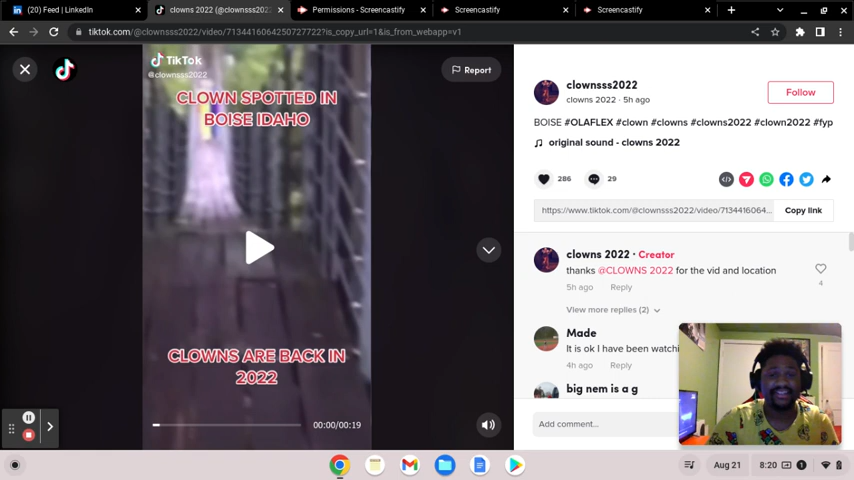 (20) Feed | LinkedIn
clowns 2022 (@clownsss202
Permissions - Screencastify
Screencastify
Screencastify
tiktok.com/@clownsss2022/video/7134416064250727722?is_copy_url=1&is_from_webapp=v1
TikTok
@clownsss2022
Report
CLOWN SPOTTED IN
BOISE IDAHO
CLOWNS ARE BACK IN
2022
00:00/00:19
clownsss2022
clowns 2022 · 5h ago
Follow
BOISE #OLAFLEX #clown #clowns #clowns2022 #clown2022 #fyp
original sound - clowns 2022
286
29
https://www.tiktok.com/@clownsss2022/video/7134416064...
Copy link
clowns 2022 · Creator
thanks @CLOWNS 2022 for the vid and location
4
5h ago
Reply
View more replies (2)
Made
It is ok I have been watchi
4h ago
Reply
big nem is a g
Add comment...
Aug 21
8:20
1